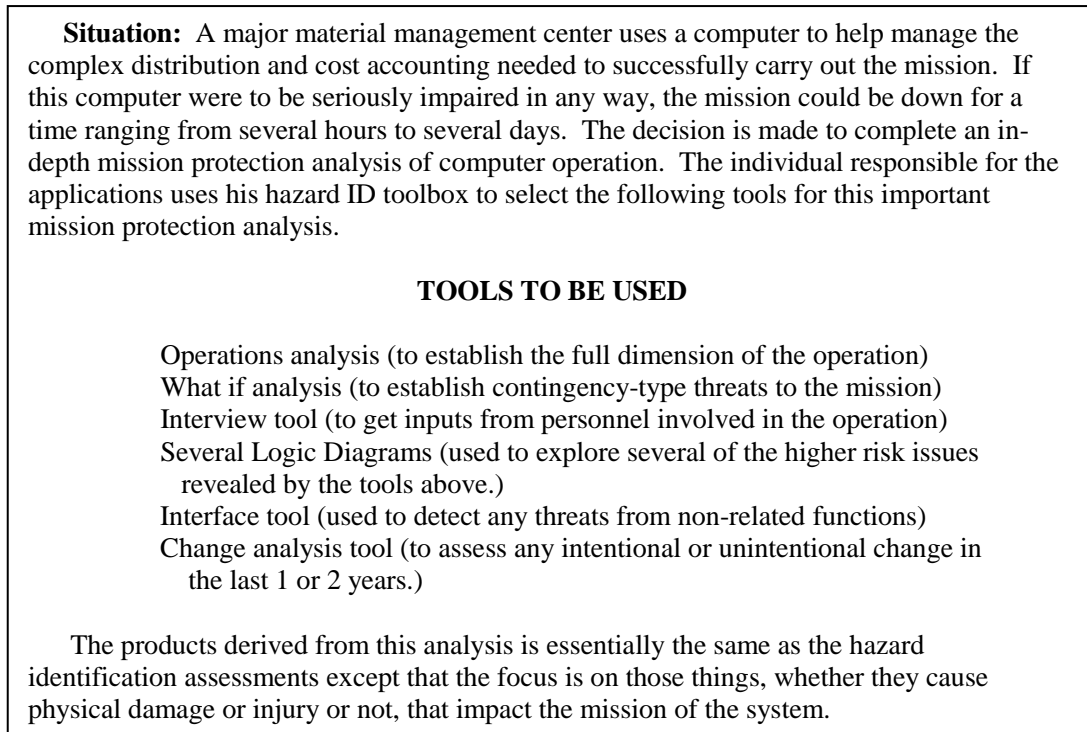 Situation: A major material management center uses a computer to help manage the
complex distribution and cost accounting needed to successfully carry out the mission. If
this computer were to be seriously impaired in any way, the mission could be down for a
time ranging from several hours to several days. The decision is made to complete an in-
depth mission protection analysis of computer operation. The individual responsible for the
applications uses his hazard ID toolbox to select the following tools for this important
mission protection analysis.
TOOLS TO BE USED
Operations analysis (to establish the full dimension of the operation)
What if analysis (to establish contingency-type threats to the mission)
Interview tool (to get inputs from personnel involved in the operation)
Several Logic Diagrams (used to explore several of the higher risk issues
revealed by the tools above.)
Interface tool (used to detect any threats from non-related functions)
Change analysis tool (to assess any intentional or unintentional change in
the last 1 or 2 years.)
The products derived from this analysis is essentially the same as the hazard
identification assessments except that the focus is on those things, whether they cause
physical damage or injury or not, that impact the mission of the system.